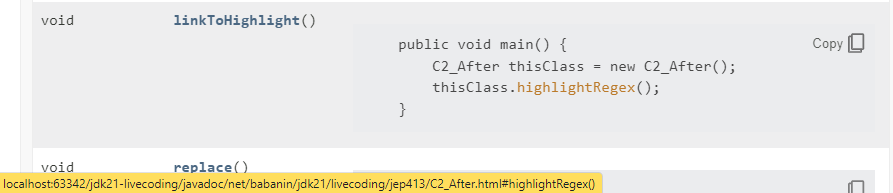 void linkToHighlight()
public void main() {
Copy
C2_After thisClass = new C2_After();
thisClass.highlightRegex();
}
void replace()
localhost:63342/jdk21-livecoding/javadoc/net/babanin/jdk21/livecoding/jep413/C2_After.html#highlightRegex()